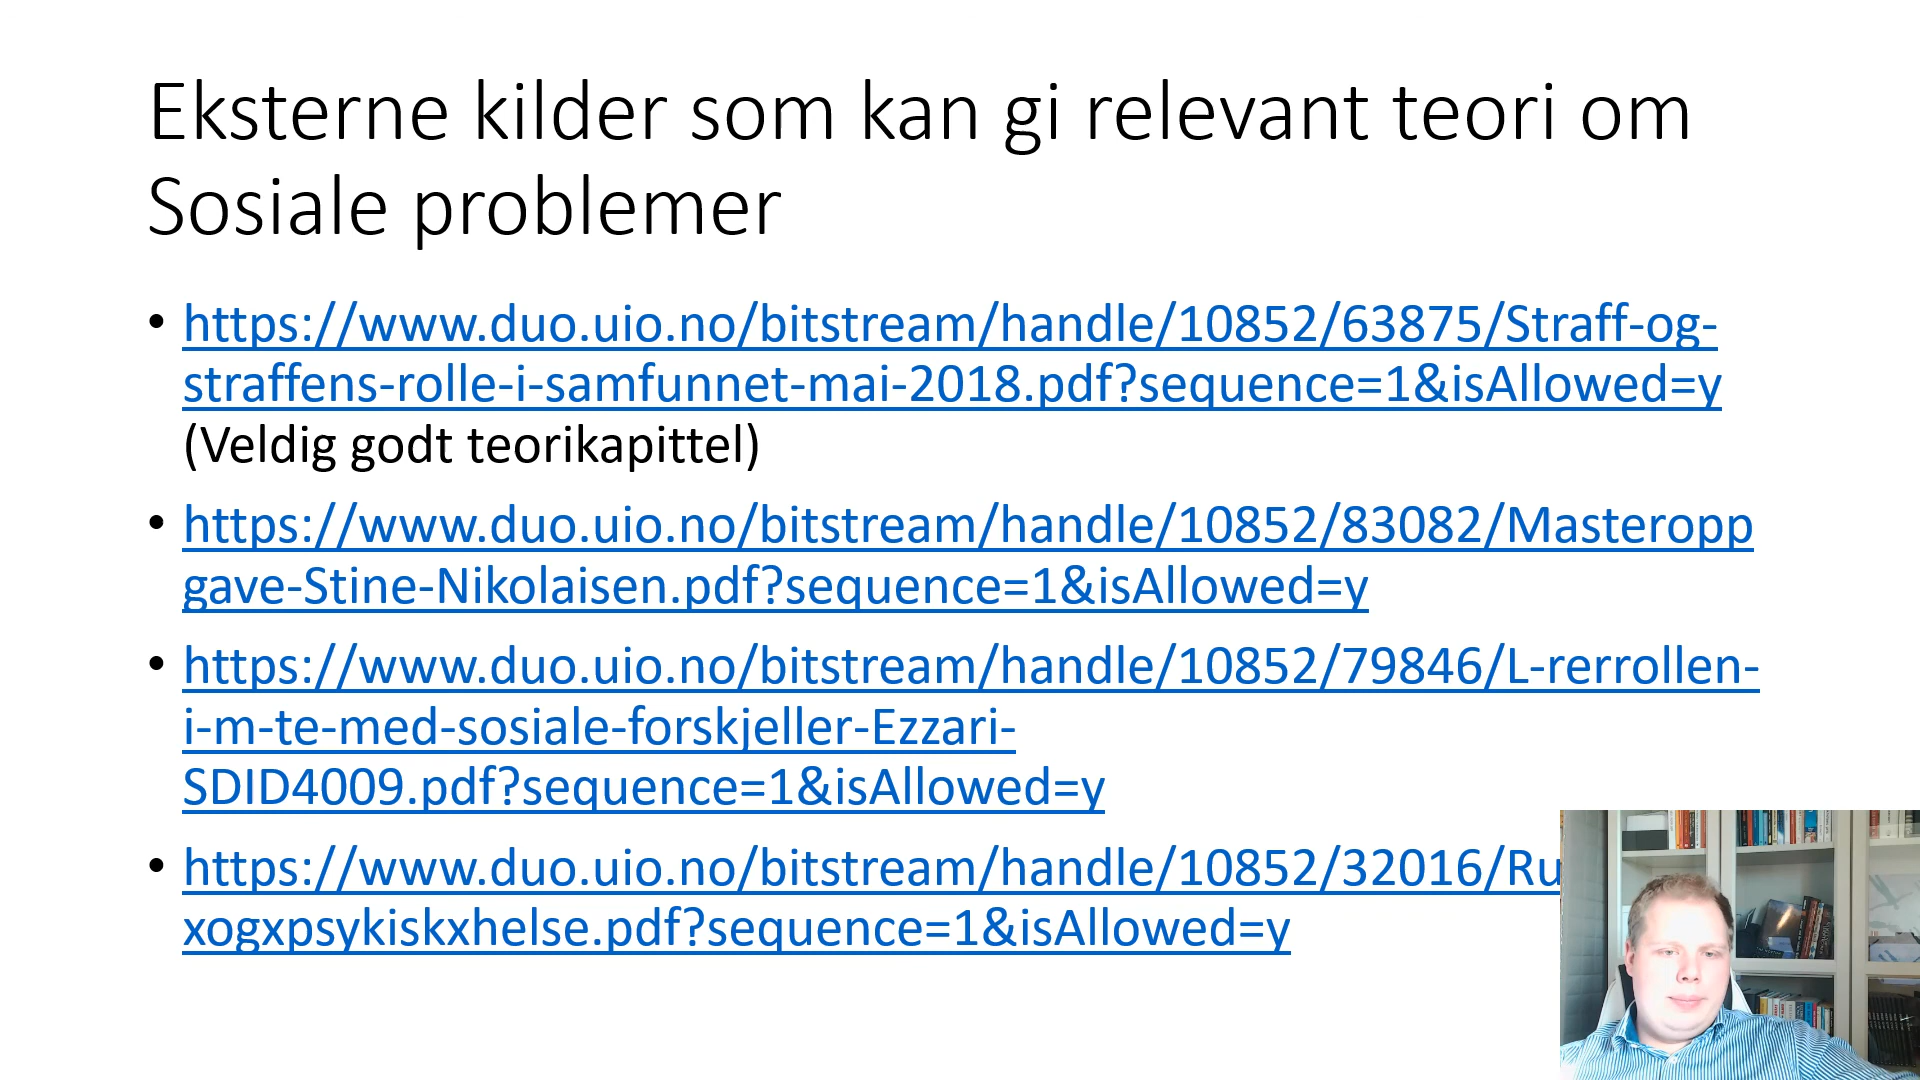 Eksterne kilder som kan gi relevant teori om
Sosiale problemer
• https://www.duo.uio.no/bitstream/handle/10852/63875/Straff-og-
straffens-rolle-i-samfunnet-mai-2018.pdf?sequence=1&isAllowed=y
(Veldig godt teorikapittel)
• https://www.duo.uio.no/bitstream/handle/10852/83082/Masteropp
gave-Stine-Nikolaisen.pdf?sequence=1&isAllowed=y
• https://www.duo.uio.no/bitstream/handle/10852/79846/L-rerrollen-
i-m-te-med-sosiale-forskjeller-Ezzari-
SDID4009.pdf?sequence=1&isAllowed=y
• https://www.duo.uio.no/bitstream/handle/10852/32016/Ru
xogxpsykiskxhelse.pdf?sequence=1&isAllowed=y